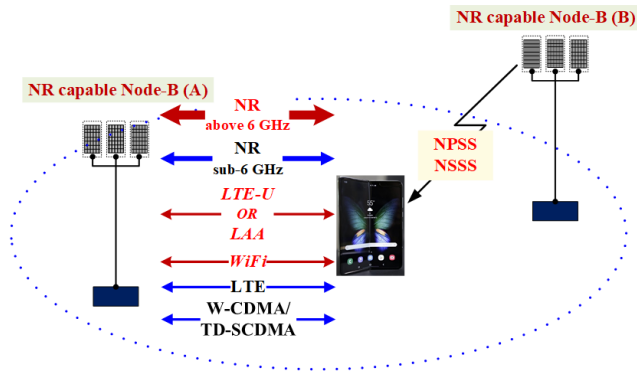 NR capable Node-B (B)
NR capable Node-B (A)
NR
above 6 GHz
NR
sub-6 GHz
NPSS
NSSS
LTE-U
OR
LAA
55°
WiFi
LTE
W-CDMA/
TD-SCDMA